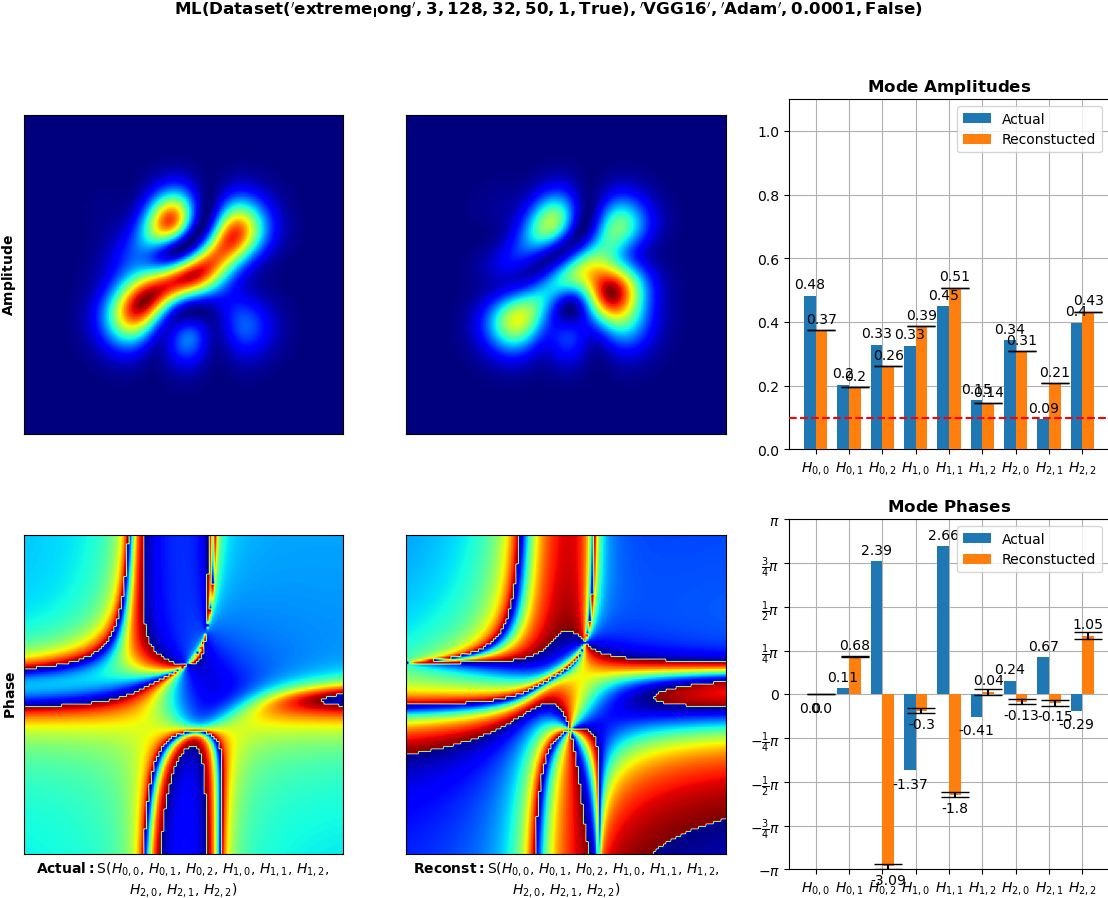 ML(Dataset('extreme_long', 3, 128, 32, 50, 1, True), 'VGG16', 'Adam', 0.0001, False)
Amplitude
Mode Amplitudes
Actual
Reconstucted
1.0
0.8
0.6
0.4
0.2
0.0
0.48
0.37
0.2
0.2
0.33
0.26
0.33
0.39
0.45
0.51
0.15
0.14
0.34
0.31
0.09
0.21
0.4
0.43
H0,0 H0,1 H0,2 H1,0 H1,1 H1,2 H2,0 H2,1 H2,2
Phase
Mode Phases
Actual
Reconstucted
π
3/4π
1/2π
1/4π
0
−1/4π
−1/2π
−3/4π
−π
0.0
0.0
0.11
0.68
2.39
-3.09
-1.37
-0.3
2.66
-1.8
-0.41
0.04
0.24
-0.13
0.67
-0.15
-0.29
1.05
H0,0 H0,1 H0,2 H1,0 H1,1 H1,2 H2,0 H2,1 H2,2
Actual: S(H0,0, H0,1, H0,2, H1,0, H1,1, H1,2,
H2,0, H2,1, H2,2)
Reconst: S(H0,0, H0,1, H0,2, H1,0, H1,1, H1,2,
H2,0, H2,1, H2,2)